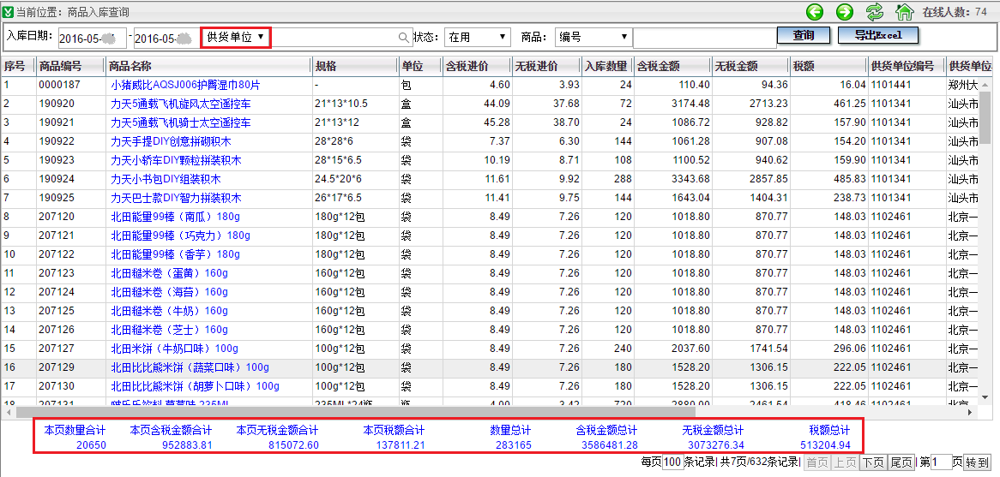 当前位置：商品入库查询 在线人数：74
入库日期： 2016-05- - 2016-05- 供货单位 状态： 在用 商品： 编号 查询 导出Excel
序号 商品编号 商品名称 规格 单位 含税进价 无税进价 入库数量 含税金额 无税金额 税额 供货单位编号 供货单位
1 0000187 小猪威比AQSJ006护臀湿巾80片 - 包 4.60 3.93 24 110.40 94.36 16.04 1101441 郑州大
2 190920 力天5通载飞机旋风太空遥控车 21*13*10.5 盒 44.09 37.68 72 3174.48 2713.23 461.25 1101341 汕头市
3 190921 力天5通载飞机骑士太空遥控车 21*13*12 盒 45.28 38.70 24 1086.72 928.82 157.90 1101341 汕头市
4 190922 力天手提DIY创意拼砌积木 28*28*6 袋 7.37 6.30 144 1061.28 907.08 154.20 1101341 汕头市
5 190923 力天小轿车DIY颗粒拼装积木 28*15*6.5 袋 10.19 8.71 108 1100.52 940.62 159.90 1101341 汕头市
6 190924 力天小书包DIY组装积木 24.5*20*6 袋 11.61 9.92 288 3343.68 2857.85 485.83 1101341 汕头市
7 190925 力天巴士款DIY智力拼装积木 26*17*6.5 袋 11.41 9.75 144 1643.04 1404.31 238.73 1101341 汕头市
8 207120 北田能量99棒（南瓜）180g 180g*12包 袋 8.49 7.26 120 1018.80 870.77 148.03 1102461 北京一
9 207121 北田能量99棒（巧克力）180g 180g*12包 袋 8.49 7.26 120 1018.80 870.77 148.03 1102461 北京一
10 207122 北田能量99棒（香芋）180g 180g*12包 袋 8.49 7.26 120 1018.80 870.77 148.03 1102461 北京一
11 207123 北田糙米卷（蛋黄）160g 160g*12包 袋 8.49 7.26 120 1018.80 870.77 148.03 1102461 北京一
12 207124 北田糙米卷（海苔）160g 160g*12包 袋 8.49 7.26 120 1018.80 870.77 148.03 1102461 北京一
13 207125 北田糙米卷（牛奶）160g 160g*12包 袋 8.49 7.26 120 1018.80 870.77 148.03 1102461 北京一
14 207126 北田糙米卷（芝士）160g 160g*12包 袋 8.49 7.26 120 1018.80 870.77 148.03 1102461 北京一
15 207127 北田米饼（牛奶口味）100g 100g*12包 袋 8.49 7.26 240 2037.60 1741.54 296.06 1102461 北京一
16 207129 北田比比熊米饼（蔬菜口味）100g 100g*12包 袋 8.49 7.26 180 1528.20 1306.15 222.05 1102461 北京一
17 207130 北田比比熊米饼（胡萝卜口味）100g 100g*12包 袋 8.49 7.26 180 1528.20 1306.15 222.05 1102461 北京一
18 207131 235ML 235ML*24瓶 瓶 4.00 3.42 720 2880.00 2461.54 418.46 1102461 北京一
本页数量合计 本页含税金额合计 本页无税金额合计 本页税额合计 数量总计 含税金额总计 无税金额总计 税额总计
20650 952883.81 815072.60 137811.21 283165 3586481.28 3073276.34 513204.94
每页100条记录| 共7页/632条记录| 首页 上页 下页 尾页 | 第1页 转到